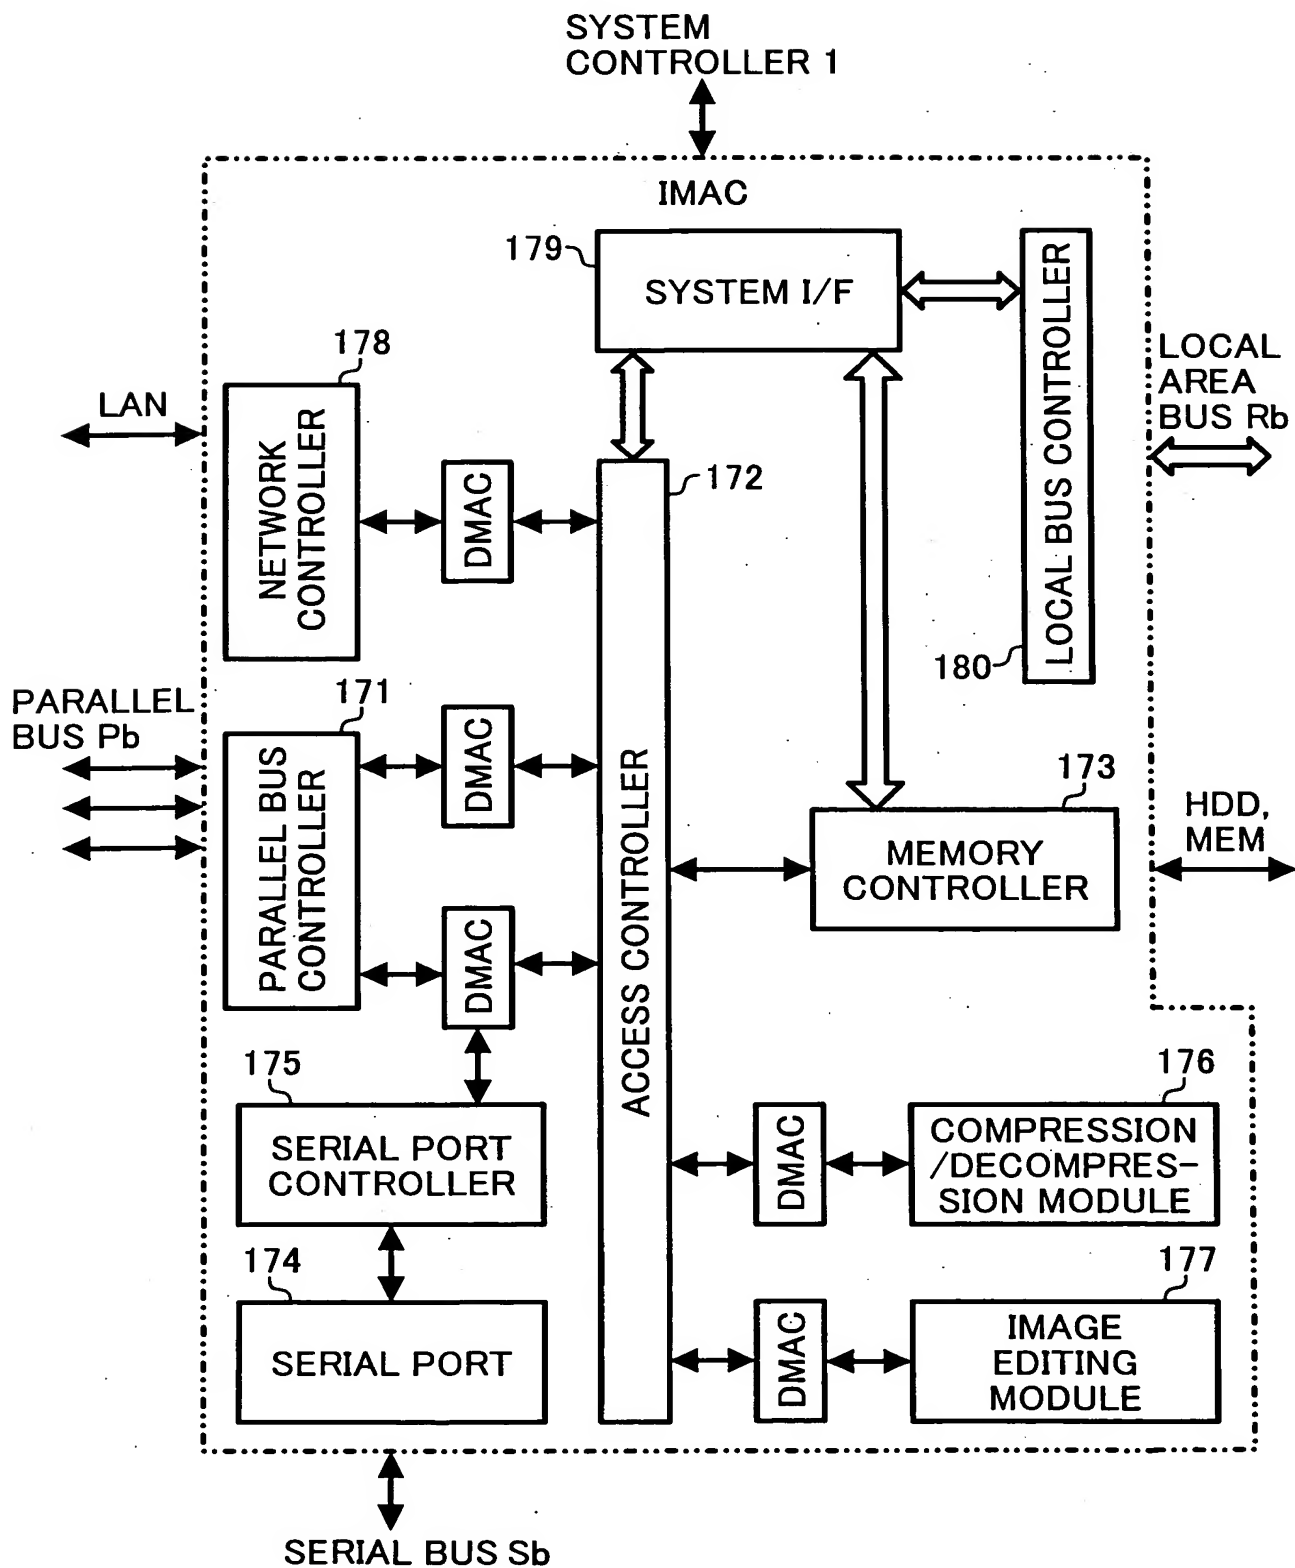 SYSTEM
CONTROLLER 1
IMAC
179
SYSTEM I/F
LOCAL BUS CONTROLLER
180
178
NETWORK
CONTROLLER
LAN
DMAC
172
ACCESS CONTROLLER
LOCAL
AREA
BUS Rb
PARALLEL
BUS Pb
171
PARALLEL BUS
CONTROLLER
DMAC
DMAC
173
MEMORY
CONTROLLER
HDD,
MEM
175
SERIAL PORT
CONTROLLER
176
DMAC
COMPRESSION
/DECOMPRES-
SION MODULE
174
SERIAL PORT
177
DMAC
IMAGE
EDITING
MODULE
SERIAL BUS Sb